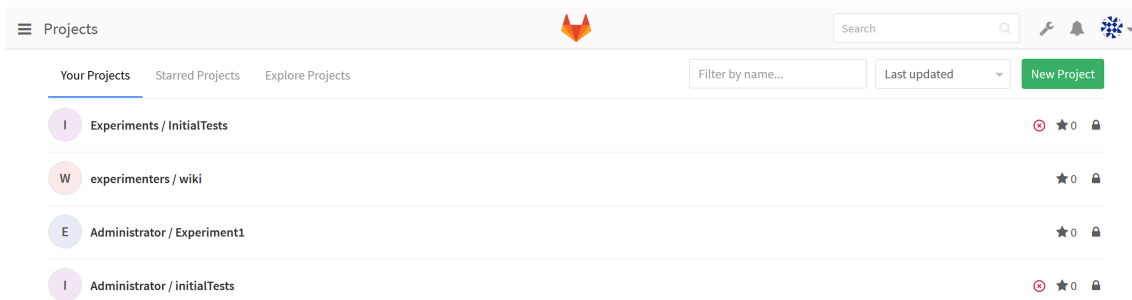 Projects
Search
Your Projects Starred Projects Explore Projects
Filter by name...
Last updated
New Project
I Experiments / InitialTests 0
W experimenters / wiki 0
E Administrator / Experiment1 0
I Administrator / initialTests 0